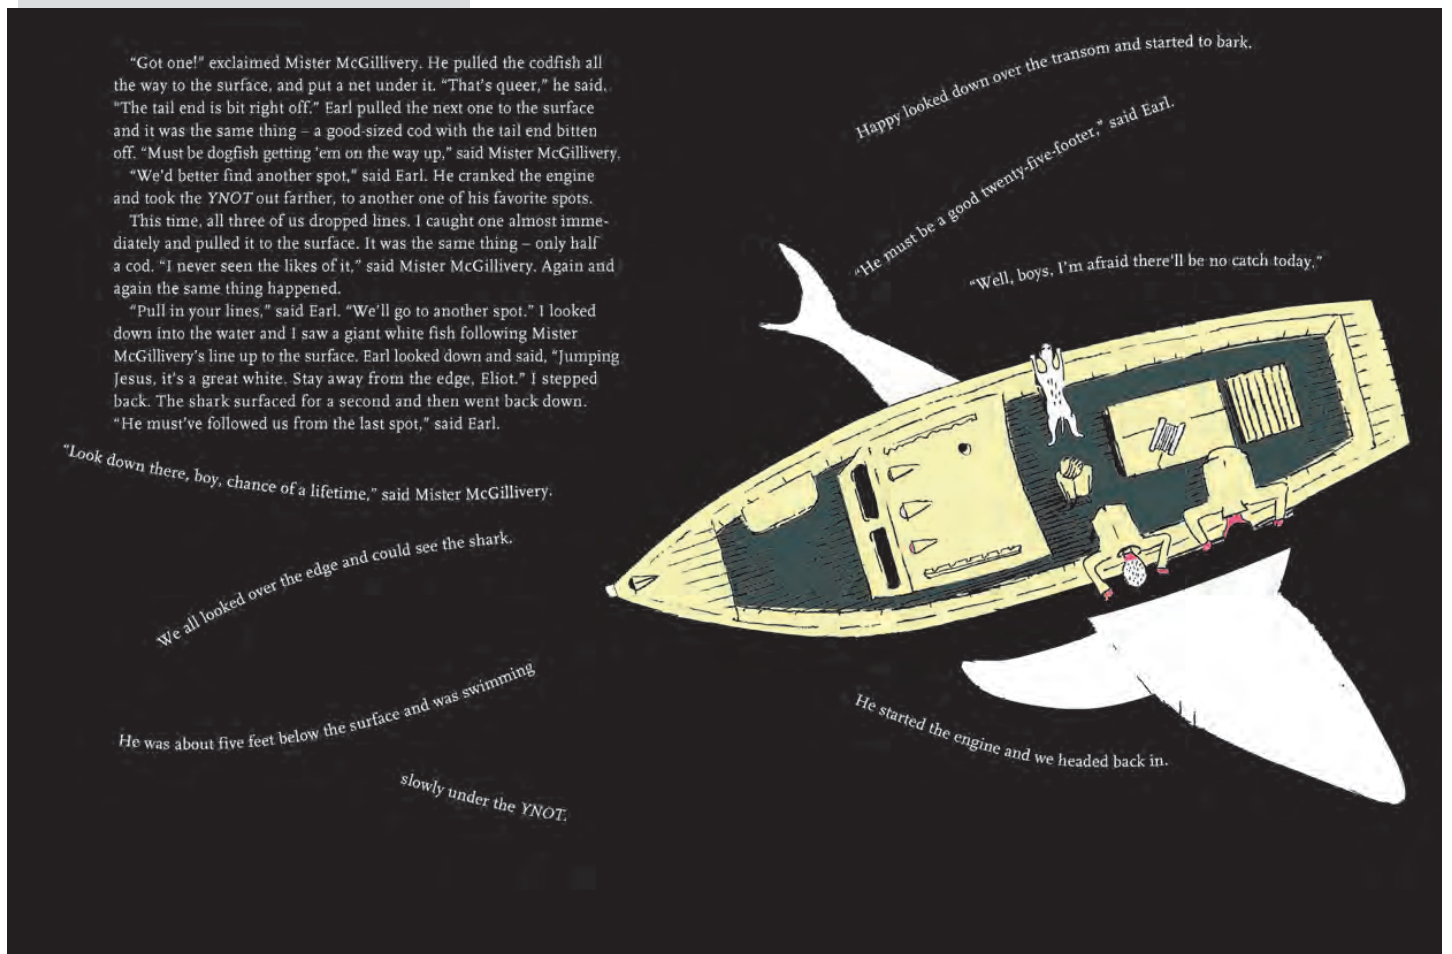 “Got one!” exclaimed Mister McGillivery. He pulled the codfish all
the way to the surface, and put a net under it. “That’s queer,” he said.
“The tail end is bit right off.” Earl pulled the next one to the surface
and it was the same thing – a good-sized cod with the tail end bitten
off. “Must be dogfish getting ’em on the way up,” said Mister McGillivery.
“We’d better find another spot,” said Earl. He cranked the engine
and took the YNOT out farther, to another one of his favorite spots.
This time, all three of us dropped lines. I caught one almost imme-
diately and pulled it to the surface. It was the same thing – only half
a cod. “I never seen the likes of it,” said Mister McGillivery. Again and
again the same thing happened.
“Pull in your lines,” said Earl. “We’ll go to another spot.” I looked
down into the water and I saw a giant white fish following Mister
McGillivery’s line up to the surface. Earl looked down and said, “Jumping
Jesus, it’s a great white. Stay away from the edge, Eliot.” I stepped
back. The shark surfaced for a second and then went back down.
“He must’ve followed us from the last spot,” said Earl.
“Look down there, boy, chance of a lifetime,” said Mister McGillivery.
We all looked over the edge and could see the shark.
He was about five feet below the surface and was swimming
slowly under the YNOT.
Happy looked down over the transom and started to bark.
“He must be a good twenty-five-footer,” said Earl.
“Well, boys, I’m afraid there’ll be no catch today.”
He started the engine and we headed back in.